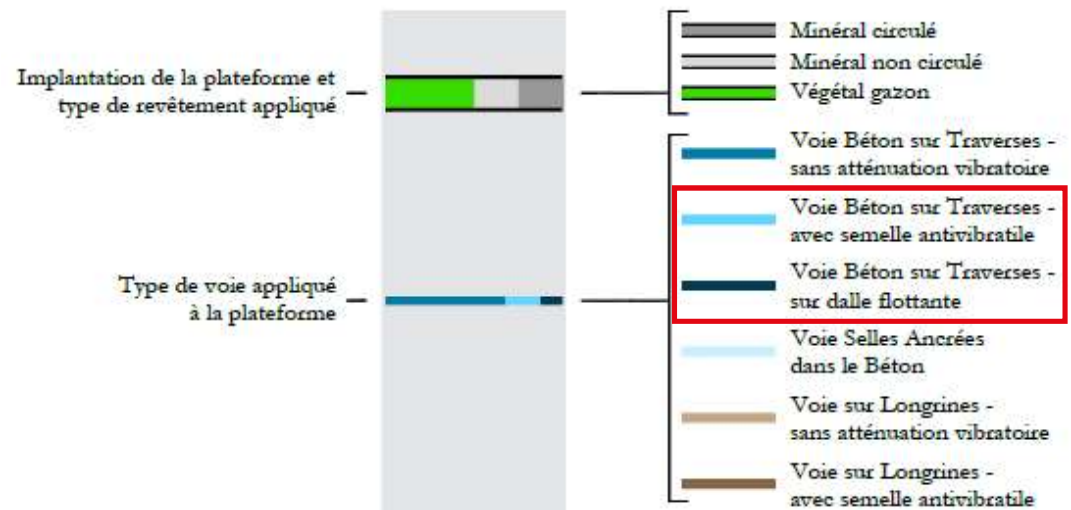 Implantation de la plateforme et
type de revêtement appliqué
Minéral circulé
Minéral non circulé
Végétal gazon
Type de voie appliqué
à la plateforme
Voie Béton sur Traverses -
sans atténuation vibratoire
Voie Béton sur Traverses -
avec semelle antivibratile
Voie Béton sur Traverses -
sur dalle flottante
Voie Selles Ancrées
dans le Béton
Voie sur Longrines -
sans atténuation vibratoire
Voie sur Longrines -
avec semelle antivibratile